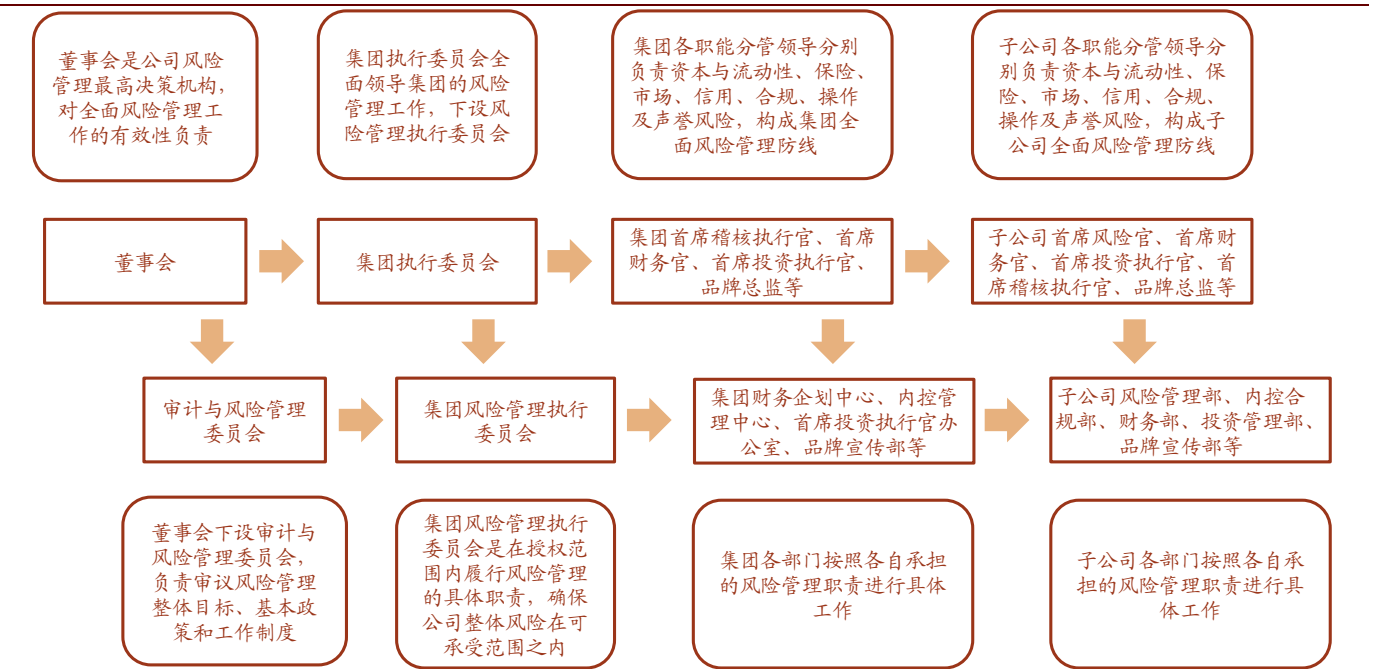 董事会是公司风险
管理最高决策机构，
对全面风险管理工
作的有效性负责
集团执行委员会全
面领导集团的风险
管理工作，下设风
险管理执行委员会
集团各职能分管领导分别
负责资本与流动性、保险、
市场、信用、合规、操作
及声誉风险，构成集团全
面风险管理防线
子公司各职能分管领导分
别负责资本与流动性、保
险、市场、信用、合规、
操作及声誉风险，构成子
公司全面风险管理防线
董事会
集团执行委员会
集团首席稽核执行官、首席
财务官、首席投资执行官、
品牌总监等
子公司首席风险官、首席财
务官、首席投资执行官、首
席稽核执行官、品牌总监等
审计与风险管理
委员会
集团风险管理执行
委员会
集团财务企划中心、内控管
理中心、首席投资执行官办
公室、品牌宣传部等
子公司风险管理部、内控合
规部、财务部、投资管理部、
品牌宣传部等
董事会下设审计与
风险管理委员会，
负责审议风险管理
整体目标、基本政
策和工作制度
集团风险管理执行
委员会是在授权范
围内履行风险管理
的具体职责，确保
公司整体风险在可
承受范围之内
集团各部门按照各自承担
的风险管理职责进行具体
工作
子公司各部门按照各自承
担的风险管理职责进行具
体工作